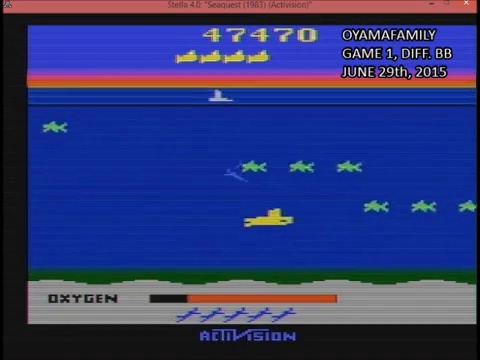 Stella 4.0: "Seaquest (1983) (Activision)"
47470
OYAMAFAMILY
GAME 1, DIFF. BB
JUNE 29th, 2015
OXYGEN
ACTIVISION